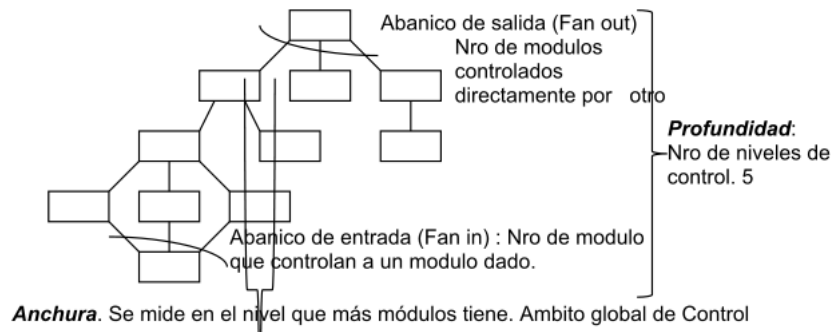 Abanico de salida (Fan out)
Nro de modulos
controlados
directamente por otro
Profundidad:
Nro de niveles de
control. 5
Abanico de entrada (Fan in) : Nro de modulo
que controlan a un modulo dado.
Anchura. Se mide en el nivel que más módulos tiene. Ambito global de Control